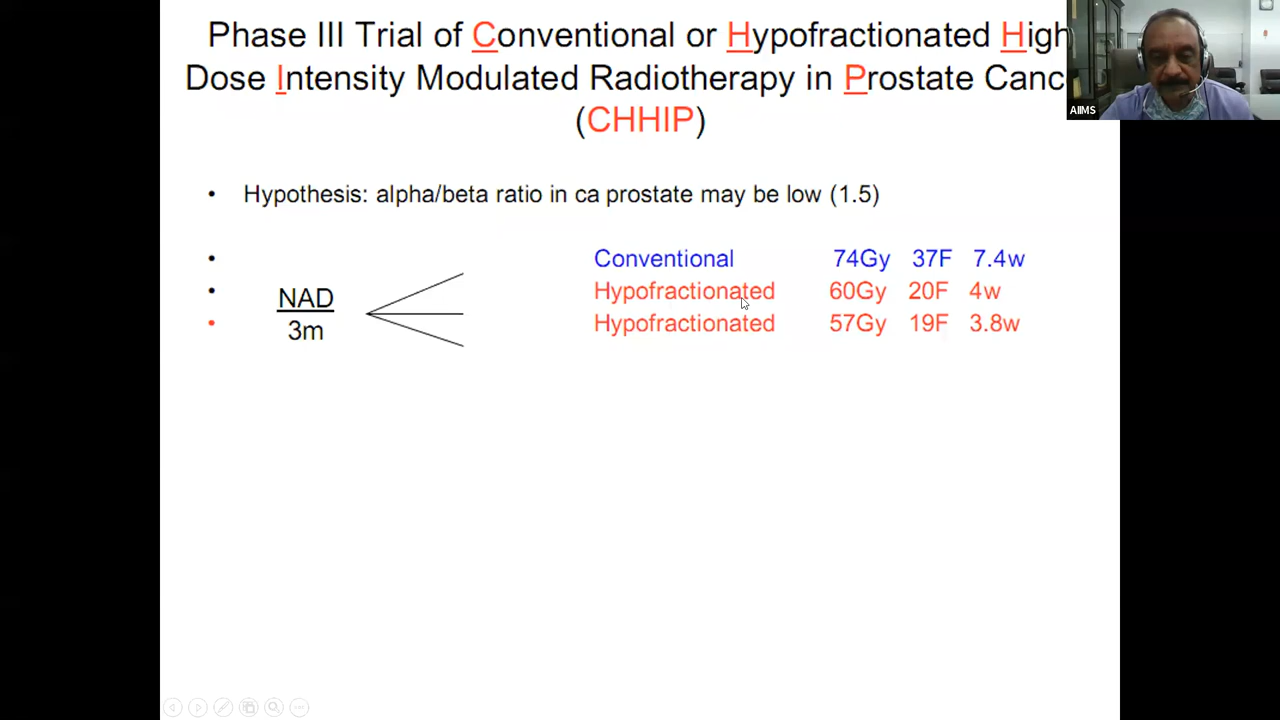 Phase III Trial of Conventional or Hypofractionated High
Dose Intensity Modulated Radiotherapy in Prostate Canc
(CHHIP)
AIIMS
• Hypothesis: alpha/beta ratio in ca prostate may be low (1.5)
• Conventional 74Gy 37F 7.4w
• NAD Hypofractionated 60Gy 20F 4w
• 3m Hypofractionated 57Gy 19F 3.8w